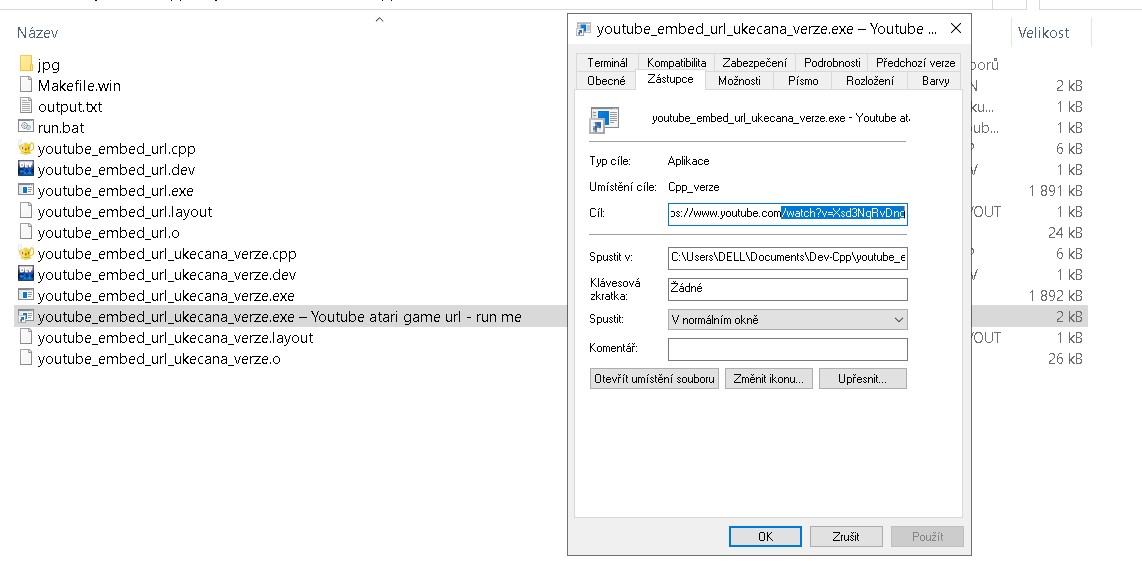 Název
Velikost
jpg
Makefile.win
2 kB
output.txt
1 kB
run.bat
1 kB
youtube_embed_url.cpp
6 kB
youtube_embed_url.dev
1 kB
youtube_embed_url.exe
1 891 kB
youtube_embed_url.layout
1 kB
youtube_embed_url.o
24 kB
youtube_embed_url_ukecana_verze.cpp
6 kB
youtube_embed_url_ukecana_verze.dev
1 kB
youtube_embed_url_ukecana_verze.exe
1 892 kB
youtube_embed_url_ukecana_verze.exe – Youtube atari game url - run me
2 kB
youtube_embed_url_ukecana_verze.layout
1 kB
youtube_embed_url_ukecana_verze.o
26 kB
youtube_embed_url_ukecana_verze.exe – Youtube ...
Terminál Kompatibilita Zabezpečení Podrobnosti Předchozí verze
Obecné Zástupce Možnosti Písmo Rozložení Barvy
youtube_embed_url_ukecana_verze.exe - Youtube ata
Typ cíle: Aplikace
Umístění cíle: Cpp_verze
Cíl: ps://www.youtube.com/watch?v=Xsd3NqRvDng
Spustit v: C:\Users\DELL\Documents\Dev-Cpp\youtube_e
Klávesová
zkratka: Žádné
Spustit: V normálním okně
Komentář:
Otevřít umístění souboru Změnit ikonu... Upřesnit...
OK Zrušit Použít